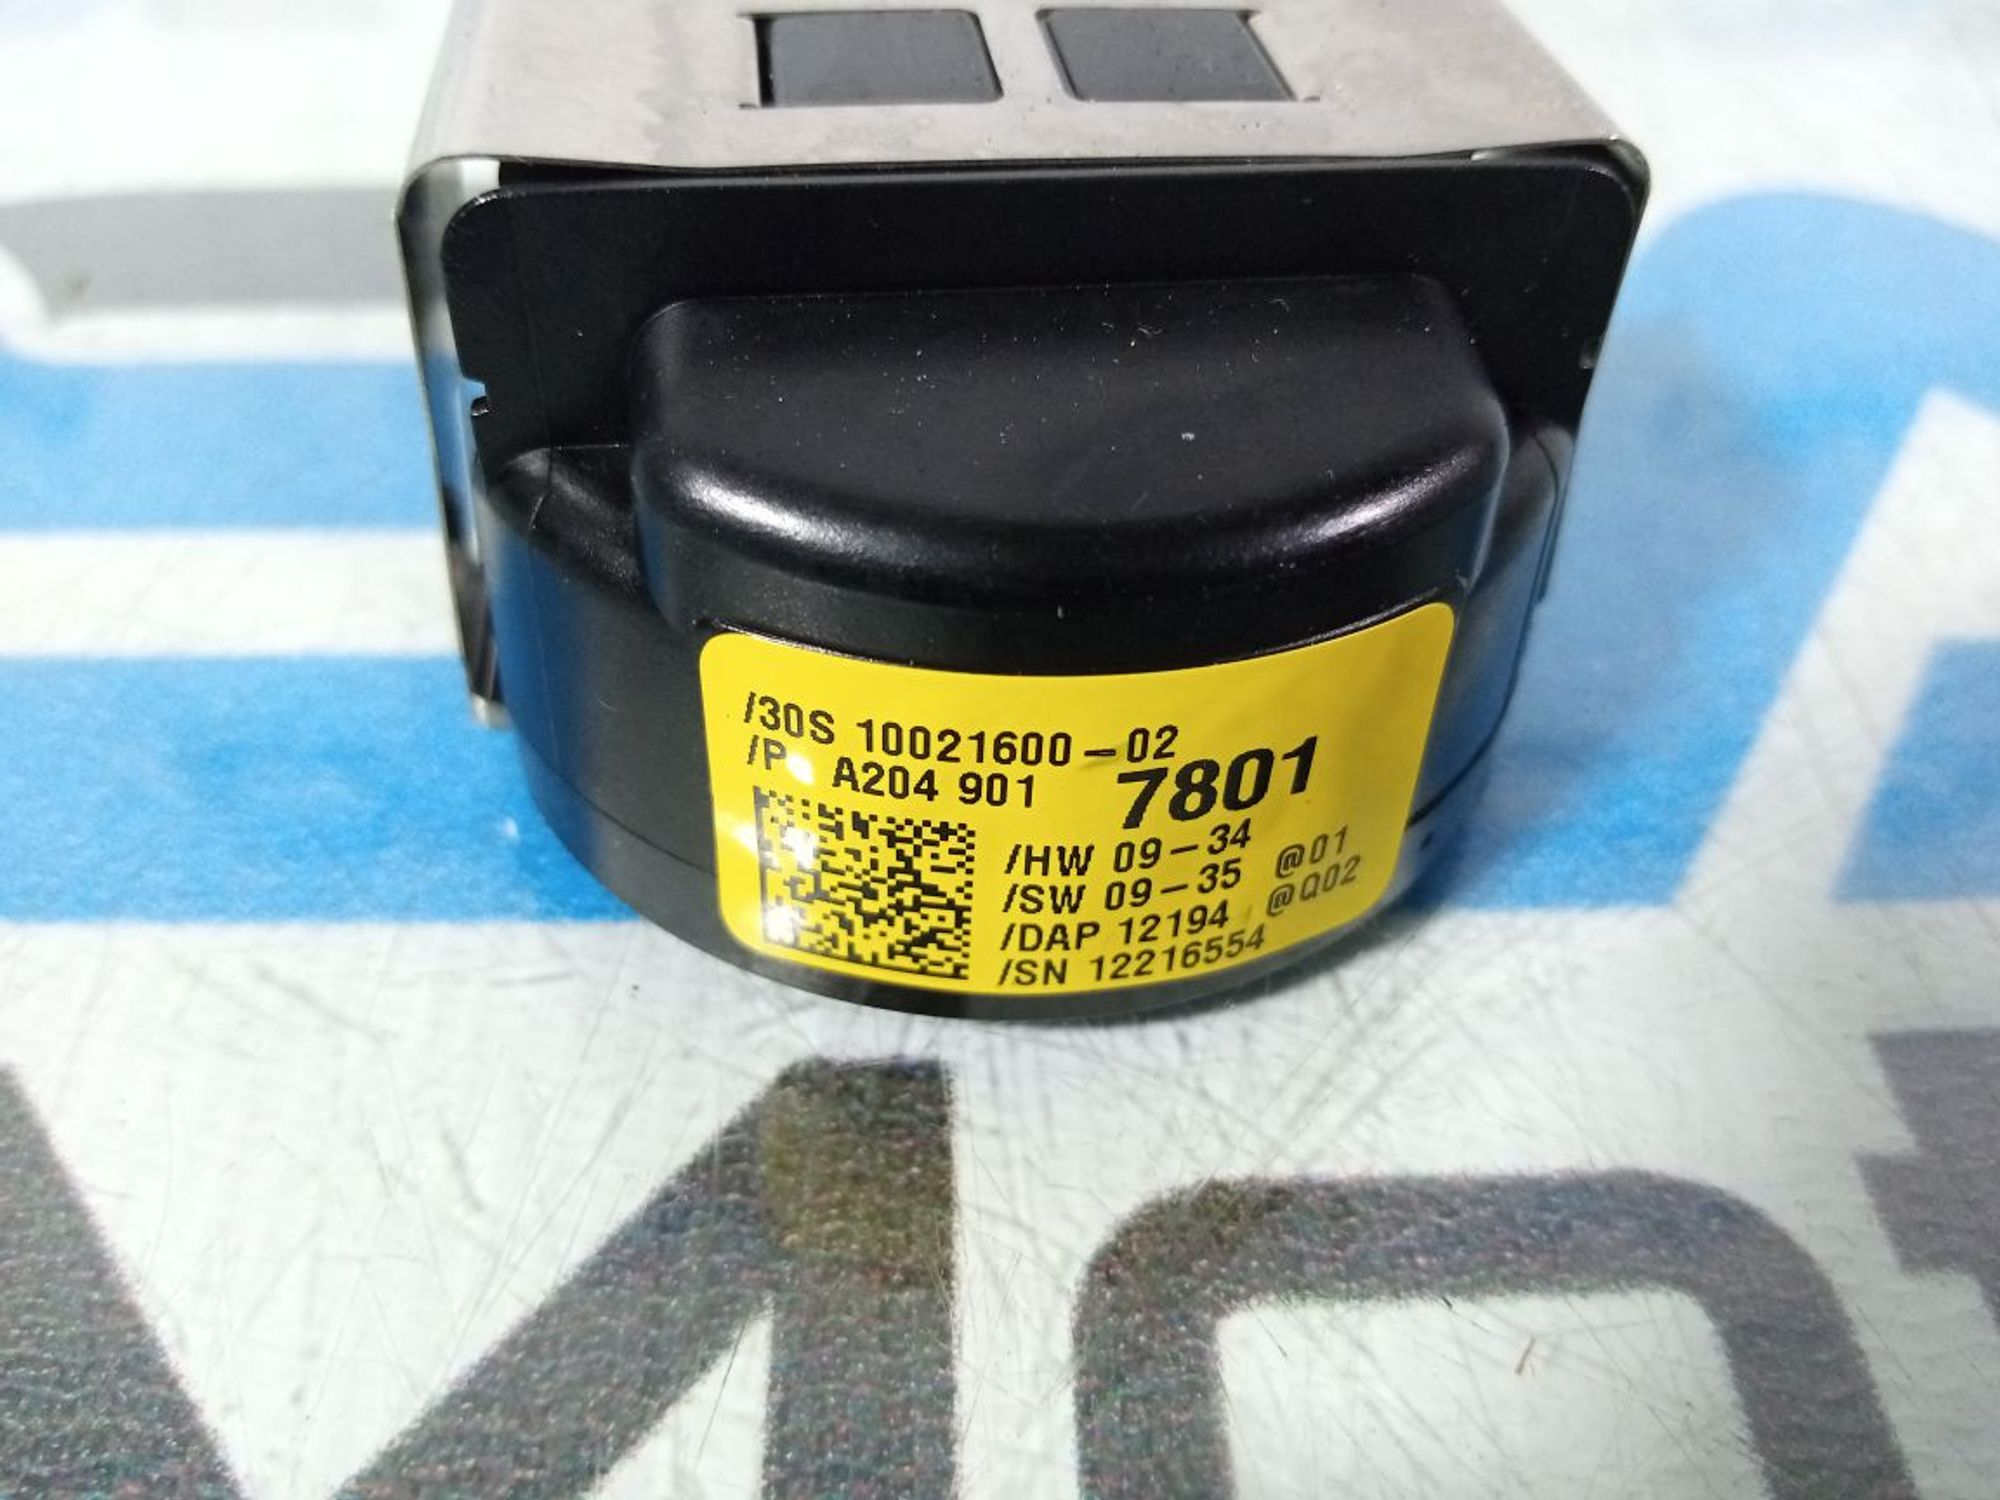 /30S 10021600-02
/P A204 901 7801
/HW 09-34
/SW 09-35 @01
/DAP 12194 @Q02
/SN 12216554